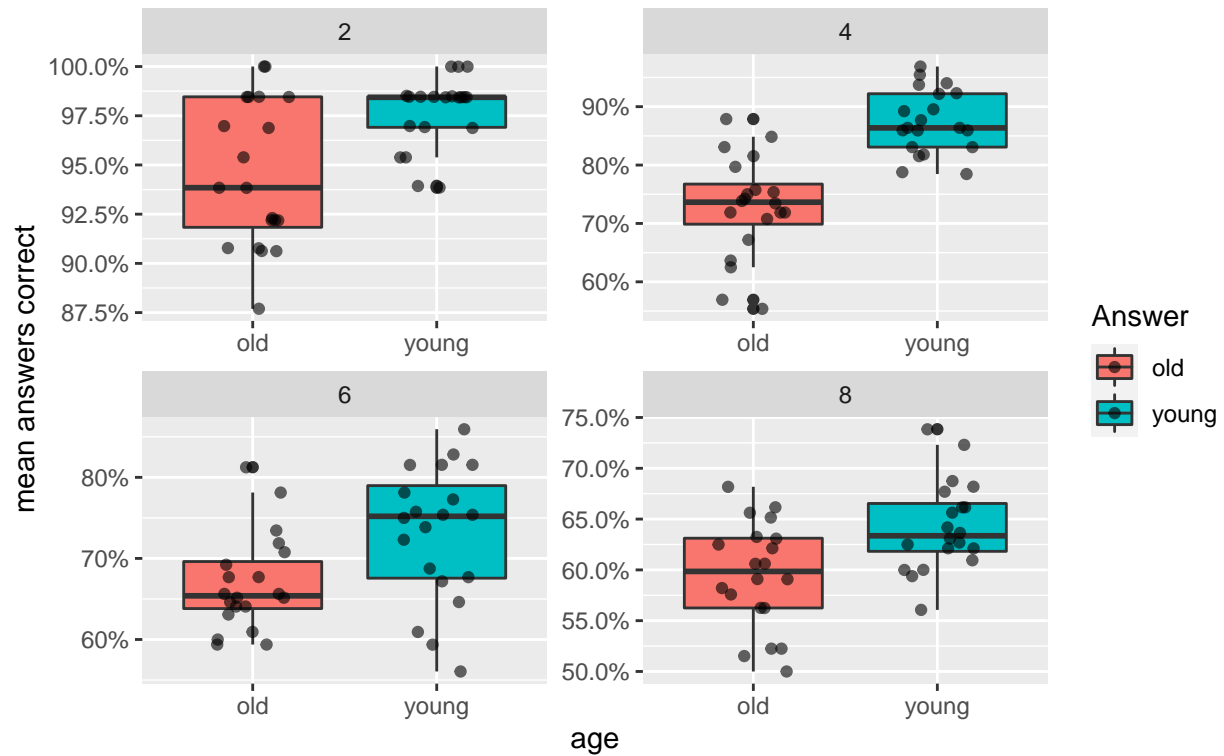 mean answers correct
2
100.0%
97.5%
95.0%
92.5%
90.0%
87.5%
old
young
4
90%
80%
70%
60%
old
young
6
80%
70%
60%
old
young
8
75.0%
70.0%
65.0%
60.0%
55.0%
50.0%
old
young
age
Answer
old
young